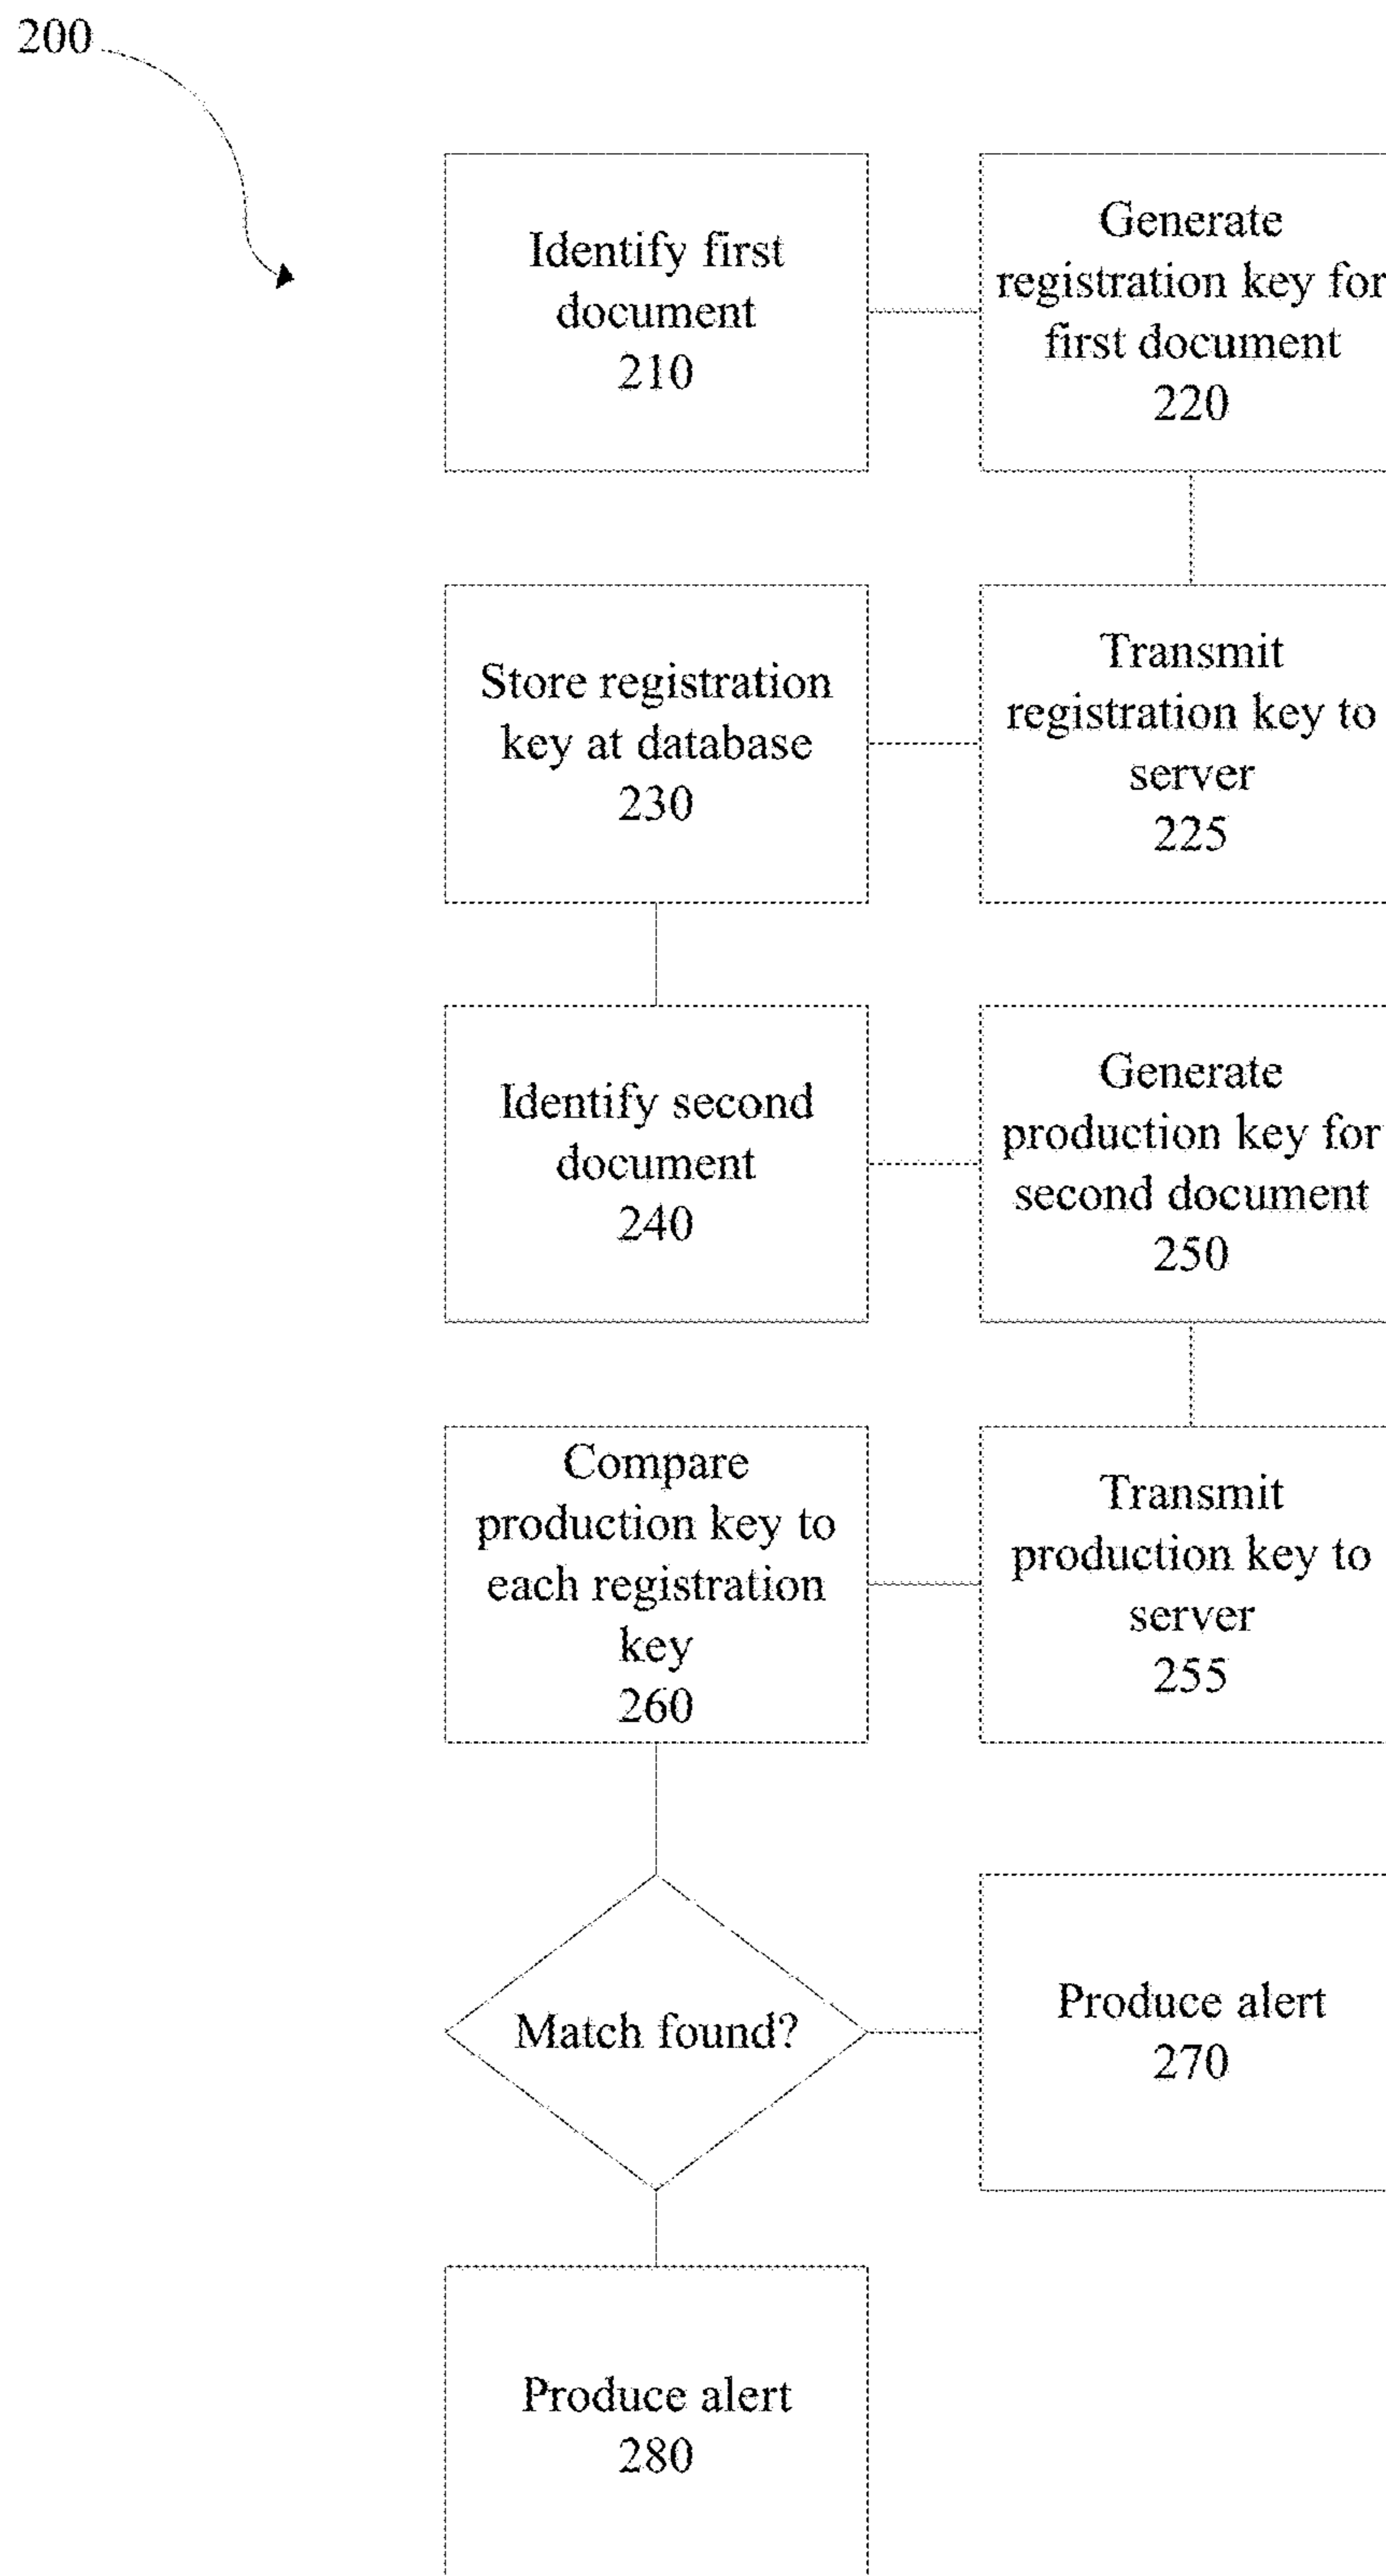 200
Identify first
document
210
Generate
registration key for
first document
220
Store registration
key at database
230
Transmit
registration key to
server
225
Identify second
document
240
Generate
production key for
second document
250
Compare
production key to
each registration
key
260
Transmit
production key to
server
255
Match found?
Produce alert
270
Produce alert
280